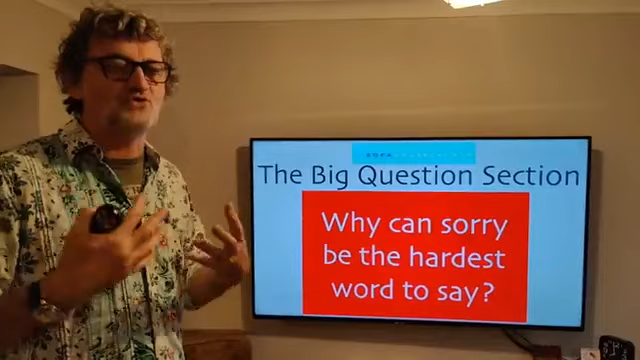 The Big Question Section
Why can sorry
be the hardest
word to say?